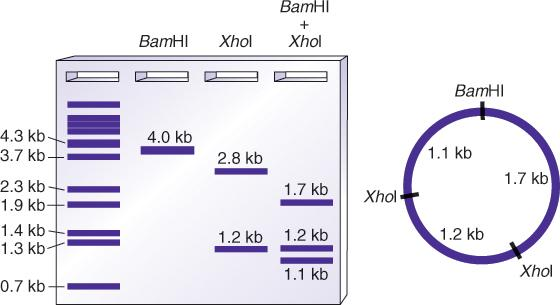 BamHI
XhoI
BamHI
+
XhoI
4.3 kb
3.7 kb
2.3 kb
1.9 kb
1.4 kb
1.3 kb
0.7 kb
4.0 kb
2.8 kb
1.2 kb
1.7 kb
1.2 kb
1.1 kb
BamHI
1.1 kb
1.7 kb
XhoI
1.2 kb
XhoI